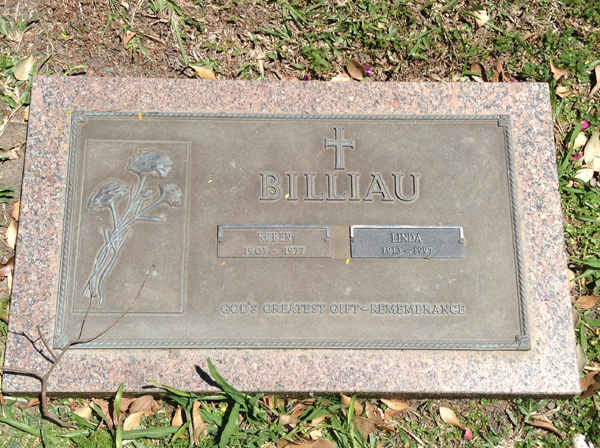 BILLIAU
RUBEN
1907 - 1977
LINDA
1913 - 1997
GOD'S GREATEST GIFT - REMEMBRANCE